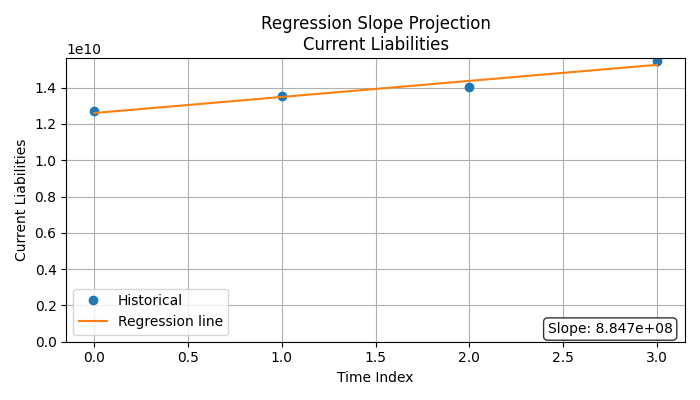 Regression Slope Projection
Current Liabilities
1e10
1.4
1.2
1.0
0.8
0.6
0.4
0.2
0.0
Current Liabilities
Historical
Regression line
Slope: 8.847e+08
0.0 0.5 1.0 1.5 2.0 2.5 3.0
Time Index